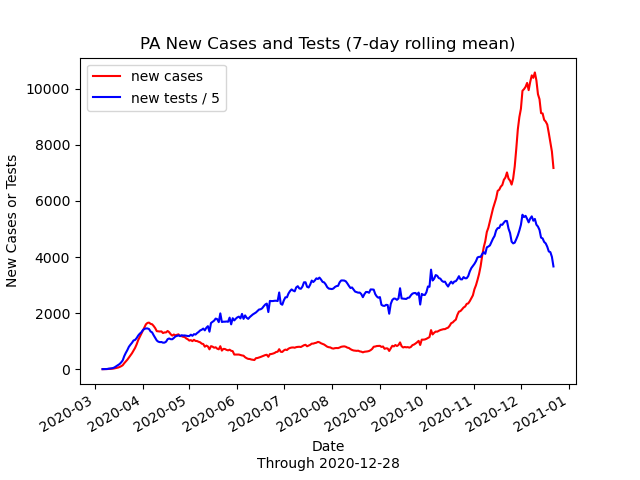 PA New Cases and Tests (7-day rolling mean)
new cases
new tests / 5
New Cases or Tests
10000
8000
6000
4000
2000
0
2020-03
2020-04
2020-05
2020-06
2020-07
2020-08
2020-09
2020-10
2020-11
2020-12
2021-01
Date
Through 2020-12-28